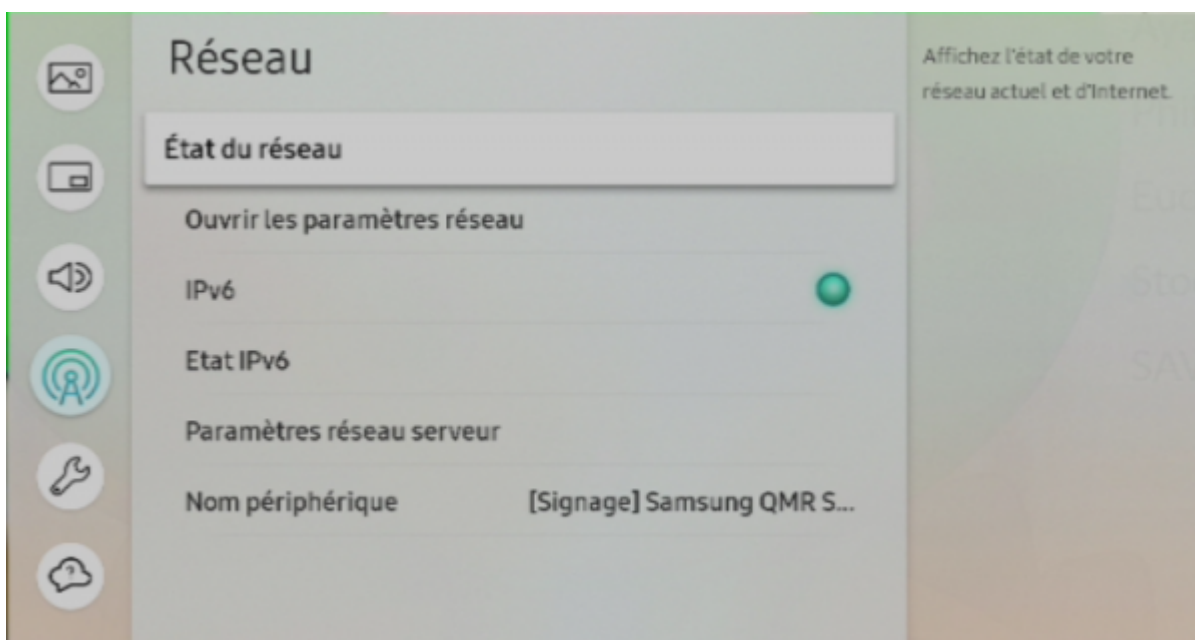 Réseau
Affichez l'état de votre
réseau actuel et d'Internet.
État du réseau
Ouvrir les paramètres réseau
IPv6
Etat IPv6
Paramètres réseau serveur
Nom périphérique [Signage] Samsung QMR S...